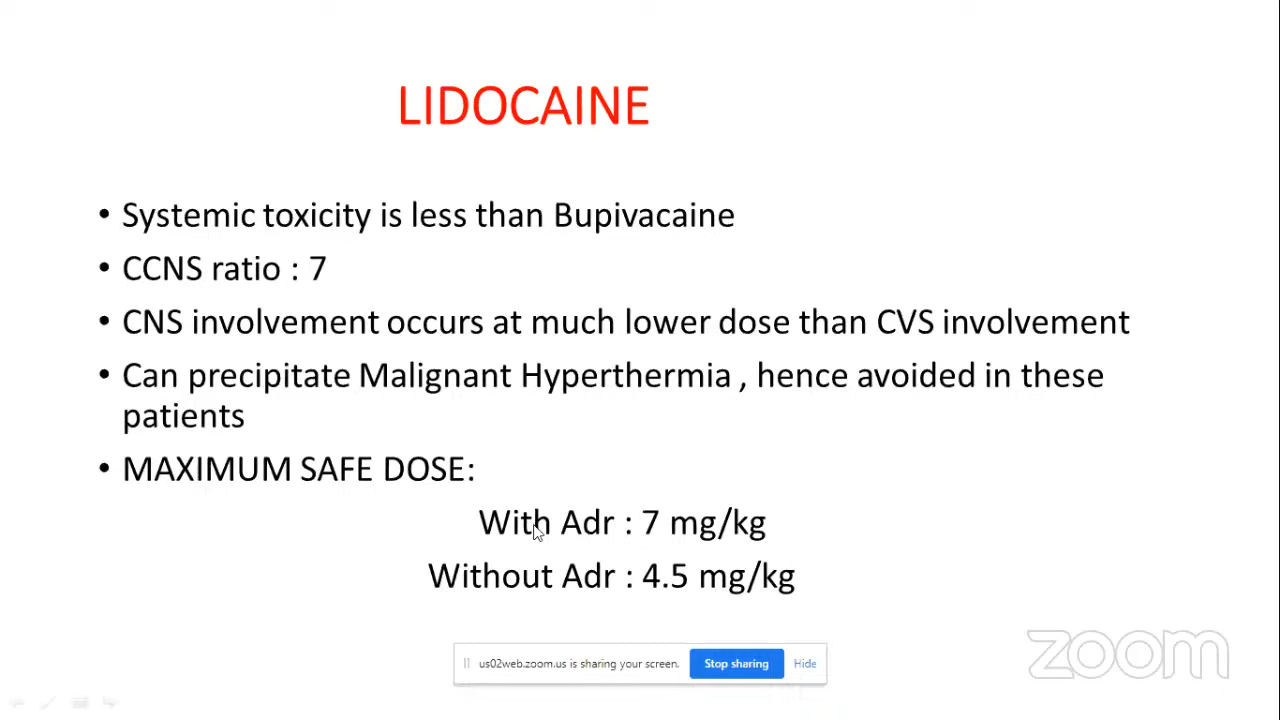 LIDOCAINE
• Systemic toxicity is less than Bupivacaine
• CCNS ratio : 7
• CNS involvement occurs at much lower dose than CVS involvement
• Can precipitate Malignant Hyperthermia , hence avoided in these
patients
• MAXIMUM SAFE DOSE:
With Adr : 7 mg/kg
Without Adr : 4.5 mg/kg
us02web.zoom.us is sharing your screen. Stop sharing Hide
zoom